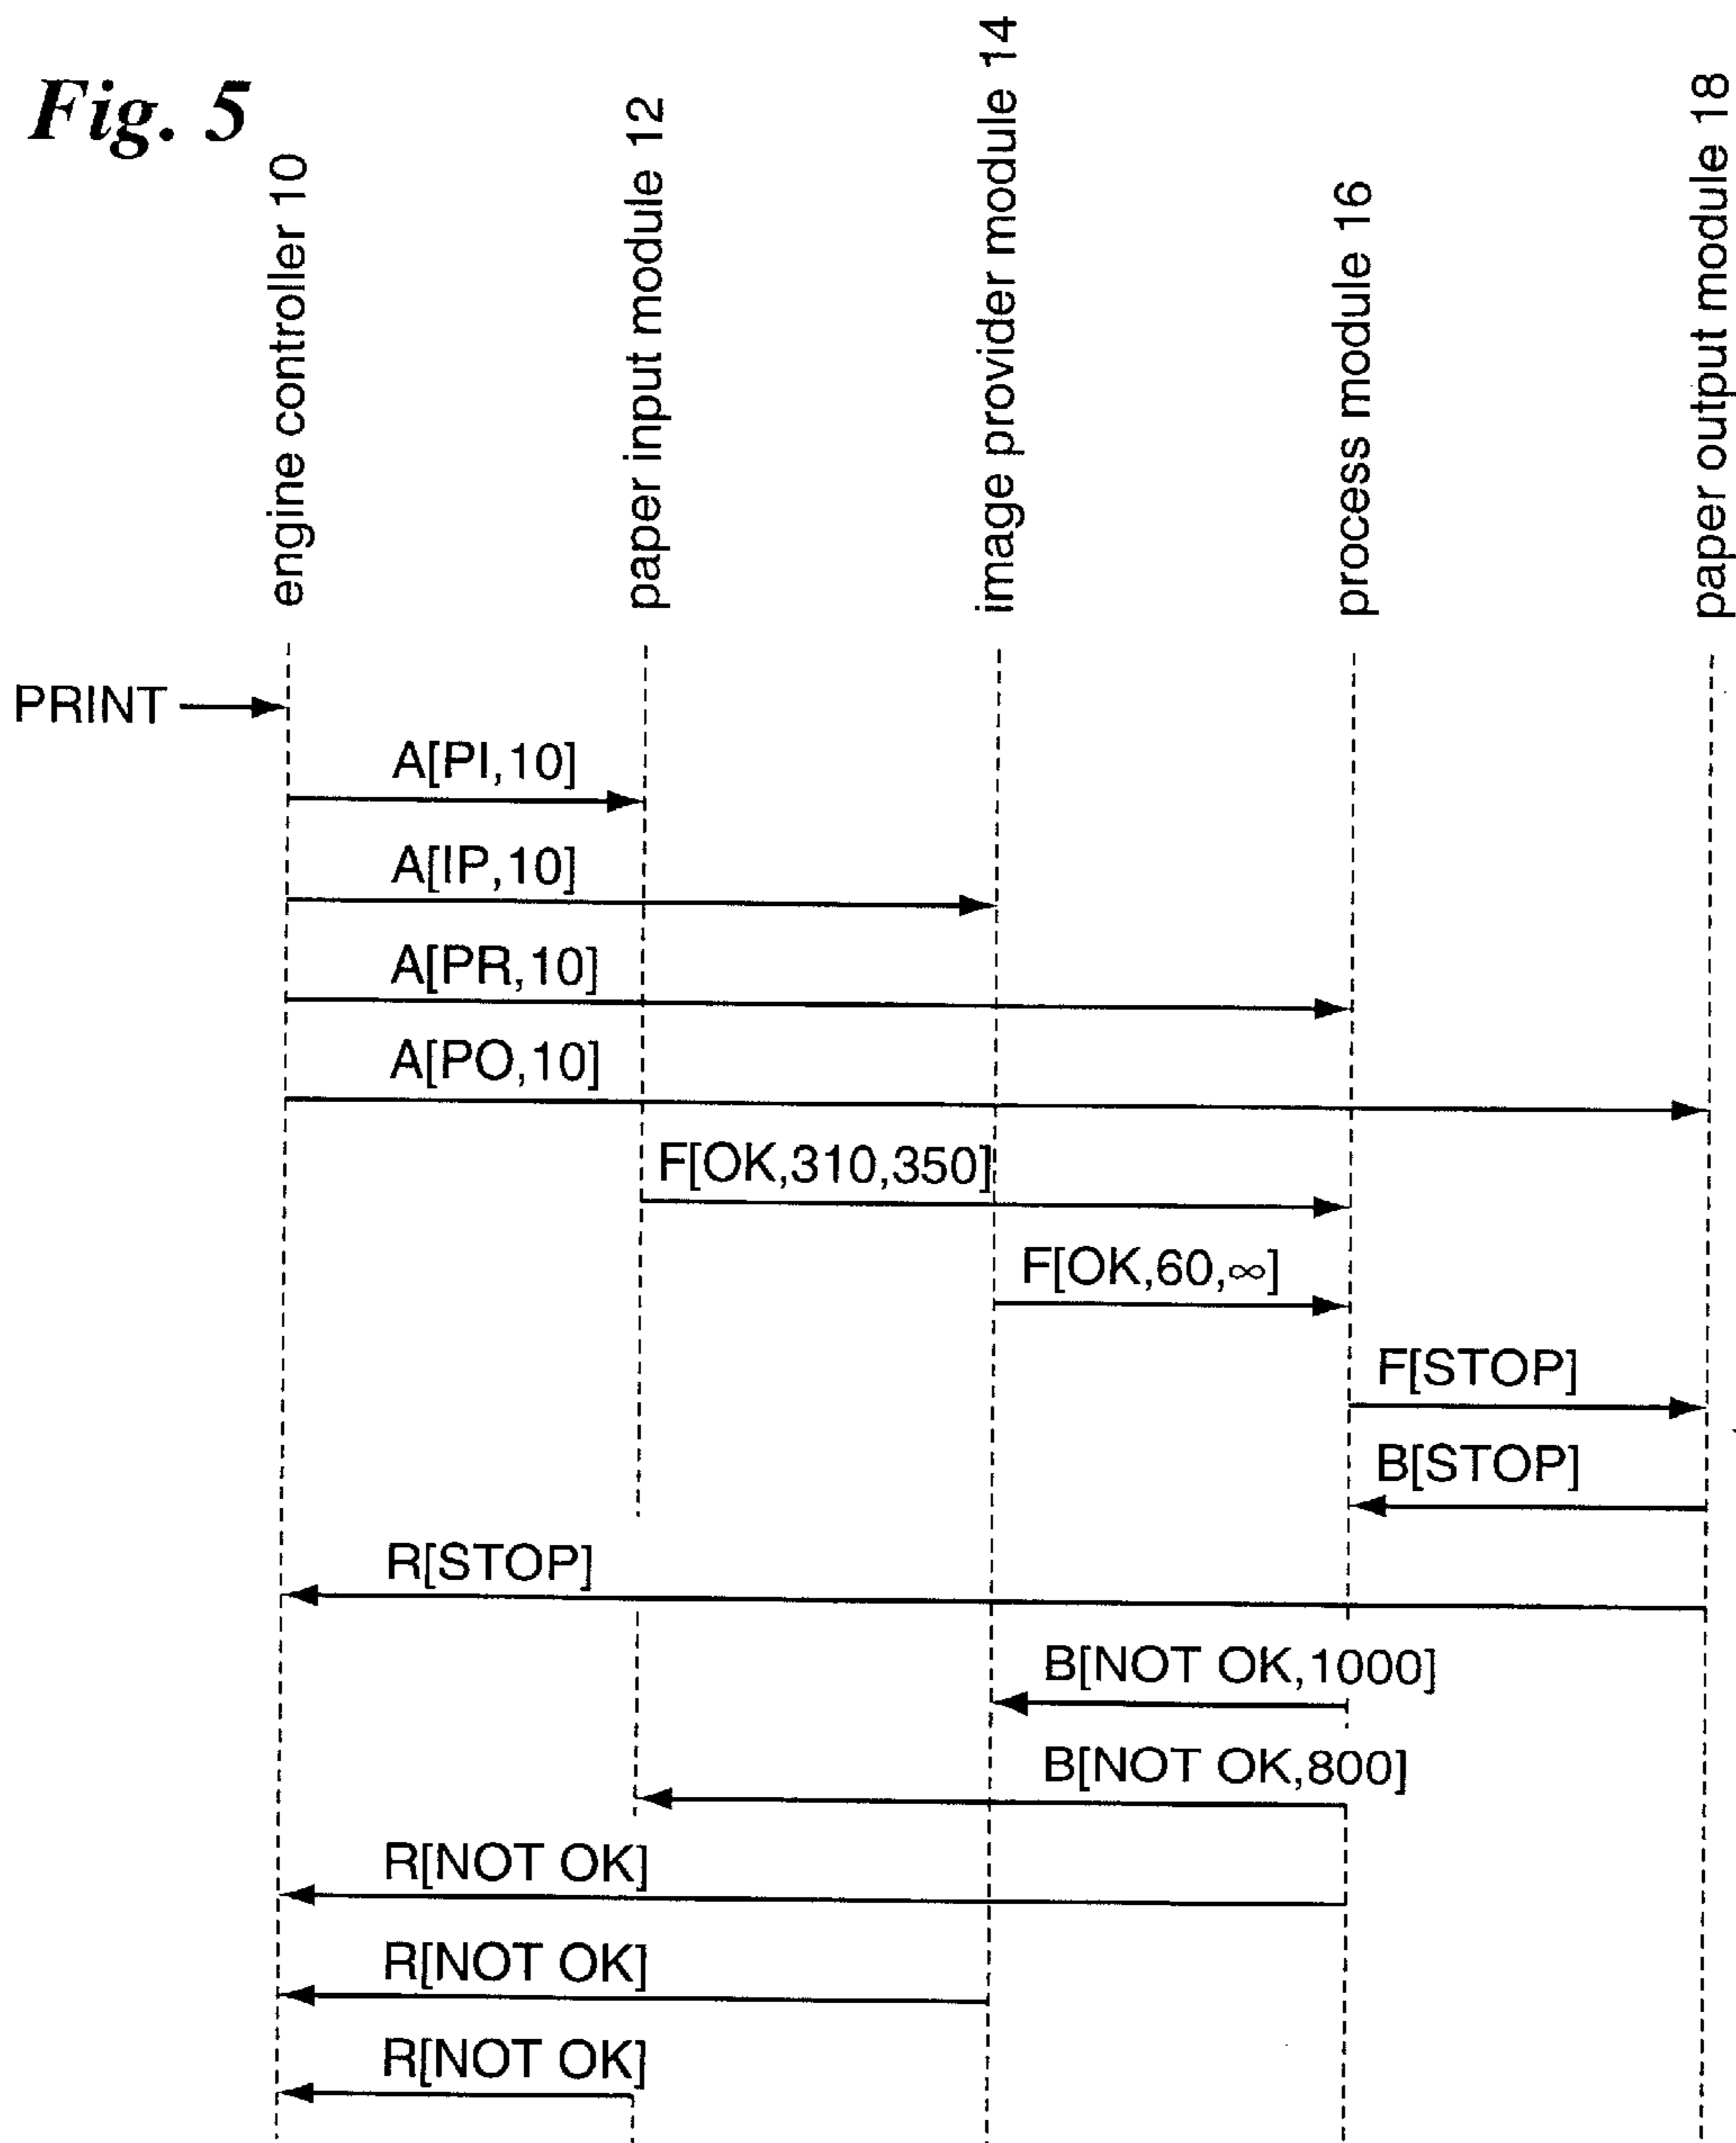 Fig. 5
engine controller 10
paper input module 12
image provider module 14
process module 16
paper output module 18
PRINT
A[PI,10]
A[IP,10]
A[PR,10]
A[PO,10]
F[OK,310,350]
F[OK,60,∞]
F[STOP]
B[STOP]
R[STOP]
B[NOT OK,1000]
B[NOT OK,800]
R[NOT OK]
R[NOT OK]
R[NOT OK]